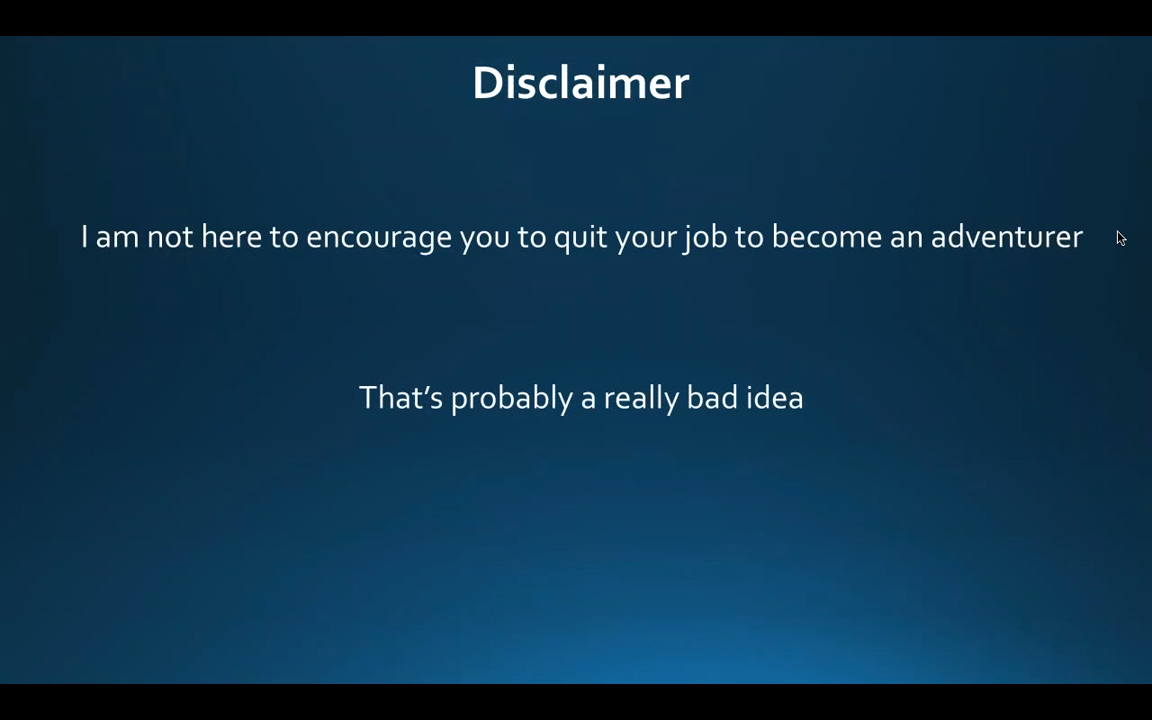 Disclaimer
I am not here to encourage you to quit your job to become an adventurer
That’s probably a really bad idea